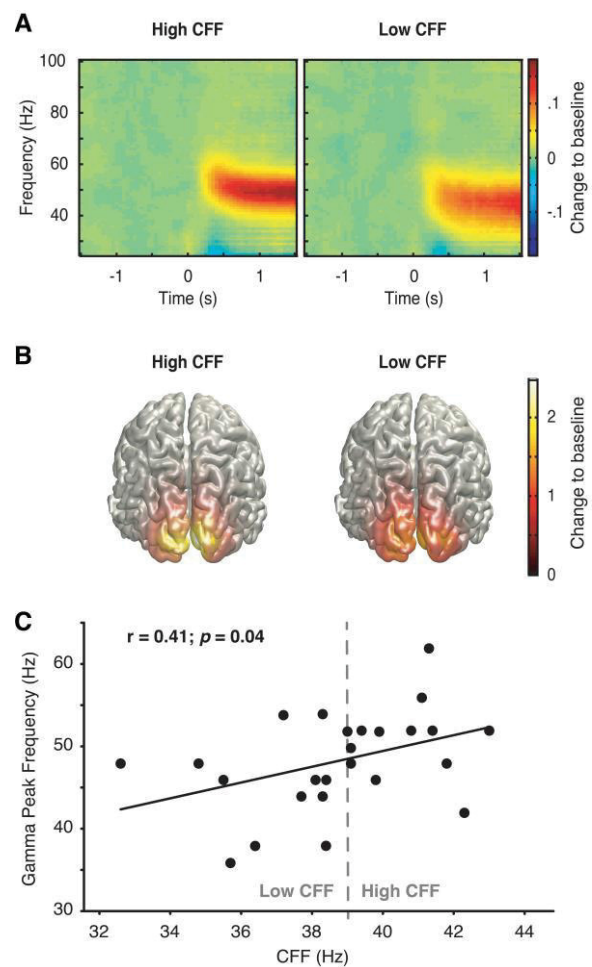 A
High CFF
Low CFF
Frequency (Hz)
100
80
60
40
-1
0
1
Time (s)
-1
0
1
Time (s)
.1
0
-.1
Change to baseline
B
High CFF
Low CFF
2
1
0
Change to baseline
C
r = 0.41; p = 0.04
Gamma Peak Frequency (Hz)
60
50
40
30
Low CFF
High CFF
32
34
36
38
40
42
44
CFF (Hz)